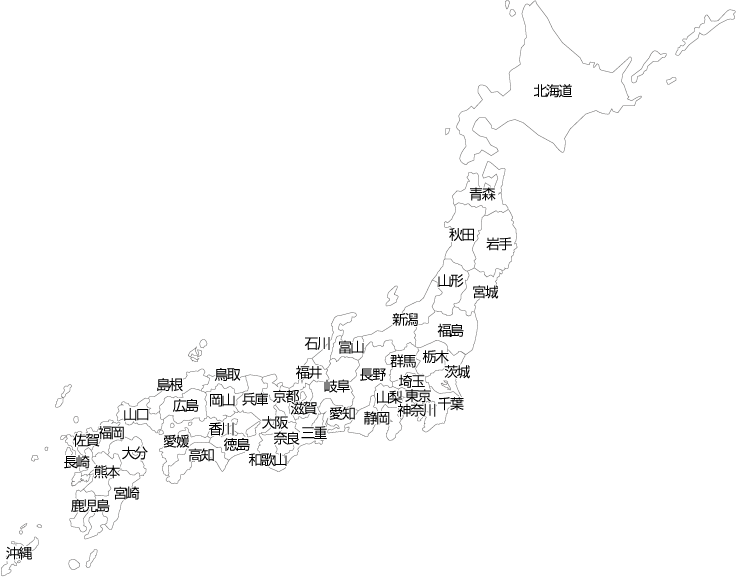 北海道
青森
秋田
岩手
山形
宮城
新潟
福島
石川
富山
群馬
栃木
福井
長野
茨城
鳥取
島根
岐阜
埼玉
岡山
兵庫
京都
山梨
東京
千葉
広島
滋賀
神奈川
山口
愛知
静岡
香川
大阪
福岡
三重
佐賀
愛媛
徳島
奈良
大分
高知
和歌山
長崎
熊本
宮崎
鹿児島
沖縄